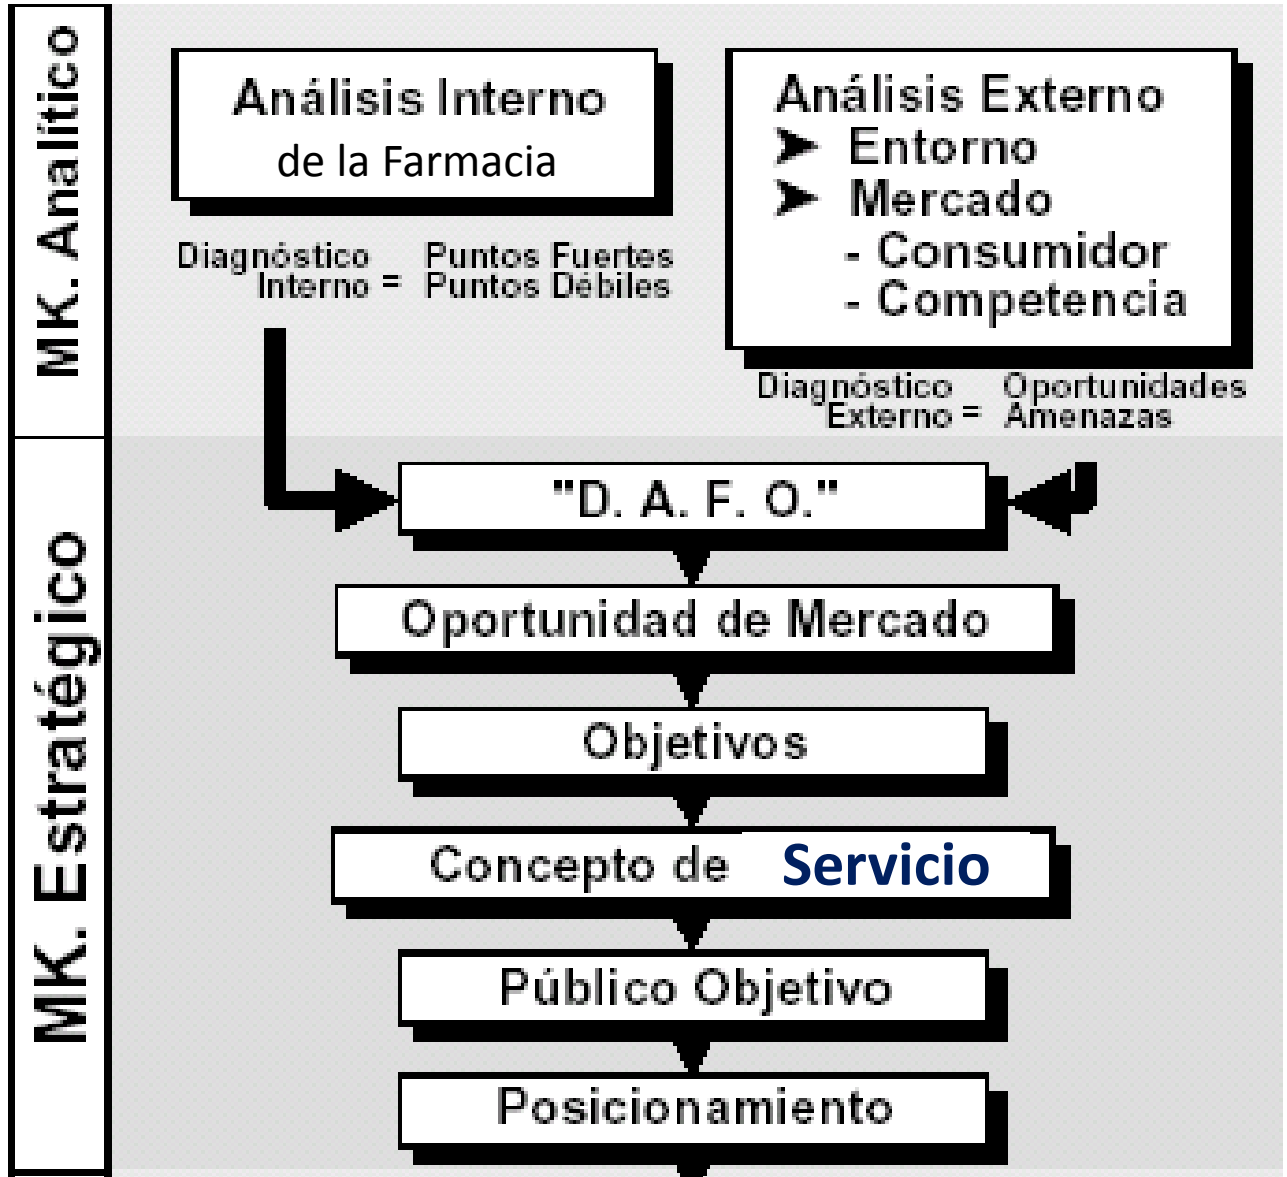 MK. Analítico
Análisis Interno
de la Farmacia
Diagnóstico Puntos Fuertes
Interno = Puntos Débiles
Análisis Externo
➤ Entorno
➤ Mercado
- Consumidor
- Competencia
Diagnóstico Oportunidades
Externo = Amenazas
MK. Estratégico
"D. A. F. O."
Oportunidad de Mercado
Objetivos
Concepto de Servicio
Público Objetivo
Posicionamiento